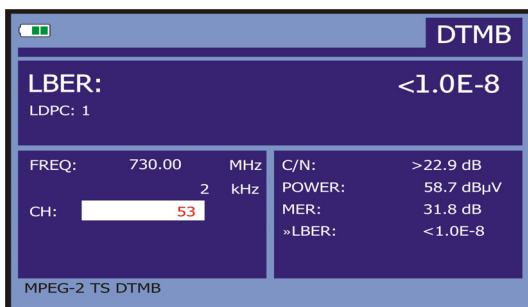 DTMB
LBER: <1.0E-8
LDPC: 1
FREQ: 730.00 MHz
2 kHz
CH: 53
C/N: >22.9 dB
POWER: 58.7 dBµV
MER: 31.8 dB
»LBER: <1.0E-8
MPEG-2 TS DTMB